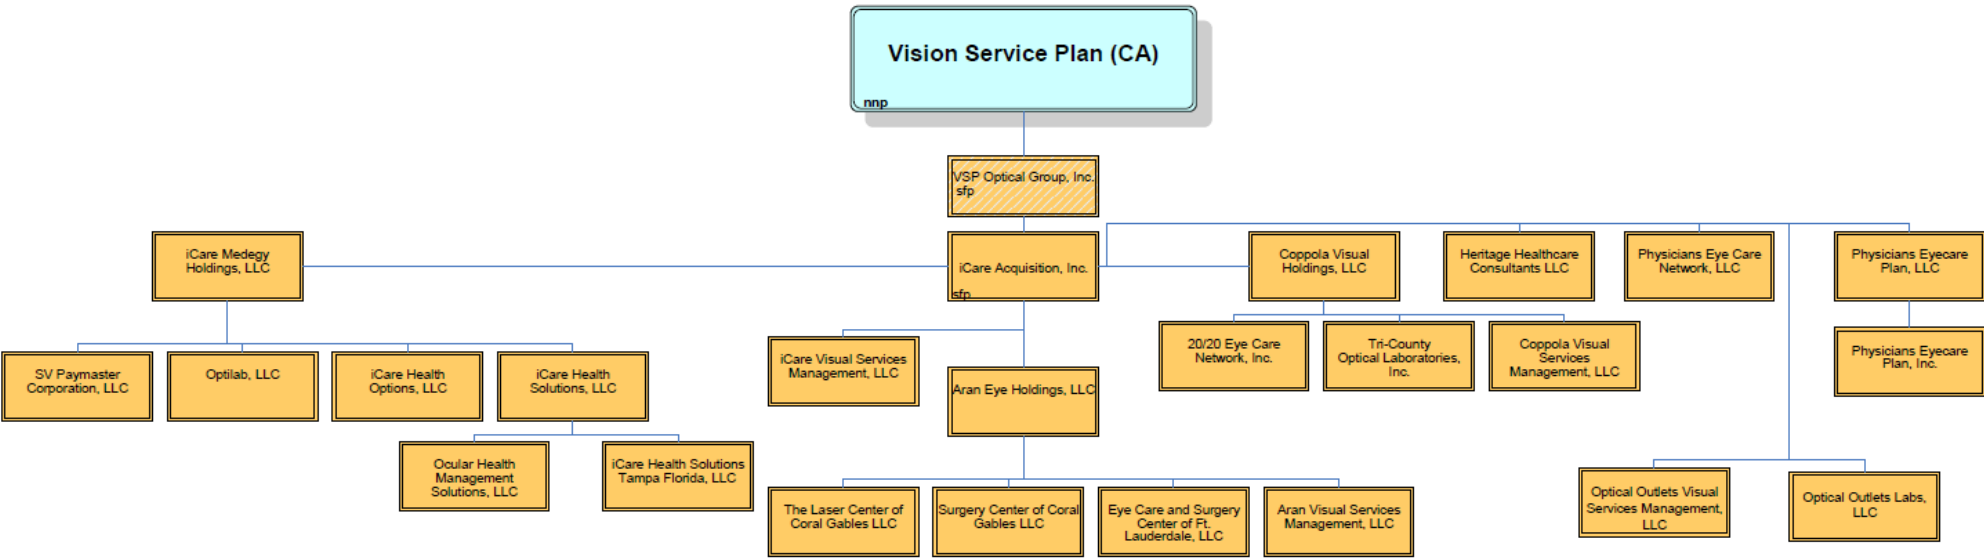 Vision Service Plan (CA)
nnp
VSP Optical Group, Inc.
sfp
iCare Medegy
Holdings, LLC
iCare Acquisition, Inc.
sfp
Coppola Visual
Holdings, LLC
Heritage Healthcare
Consultants LLC
Physicians Eye Care
Network, LLC
Physicians Eyecare
Plan, LLC
SV Paymaster
Corporation, LLC
Optilab, LLC
iCare Health
Options, LLC
iCare Health
Solutions, LLC
iCare Visual Services
Management, LLC
Aran Eye Holdings, LLC
20/20 Eye Care
Network, Inc.
Tri-County
Optical Laboratories,
Inc.
Coppola Visual
Services
Management, LLC
Physicians Eyecare
Plan, Inc.
Ocular Health
Management
Solutions, LLC
iCare Health Solutions
Tampa Florida, LLC
The Laser Center of
Coral Gables LLC
Surgery Center of Coral
Gables LLC
Eye Care and Surgery
Center of Ft.
Lauderdale, LLC
Aran Visual Services
Management, LLC
Optical Outlets Visual
Services Management,
LLC
Optical Outlets Labs,
LLC